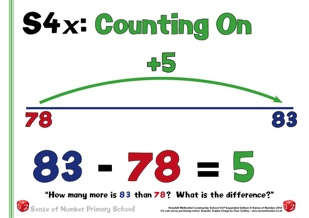 S4x: Counting On
+5
78 83
83 - 78 = 5
"How many more is 83 than 78? What is the difference?"
Sense of Number Primary School